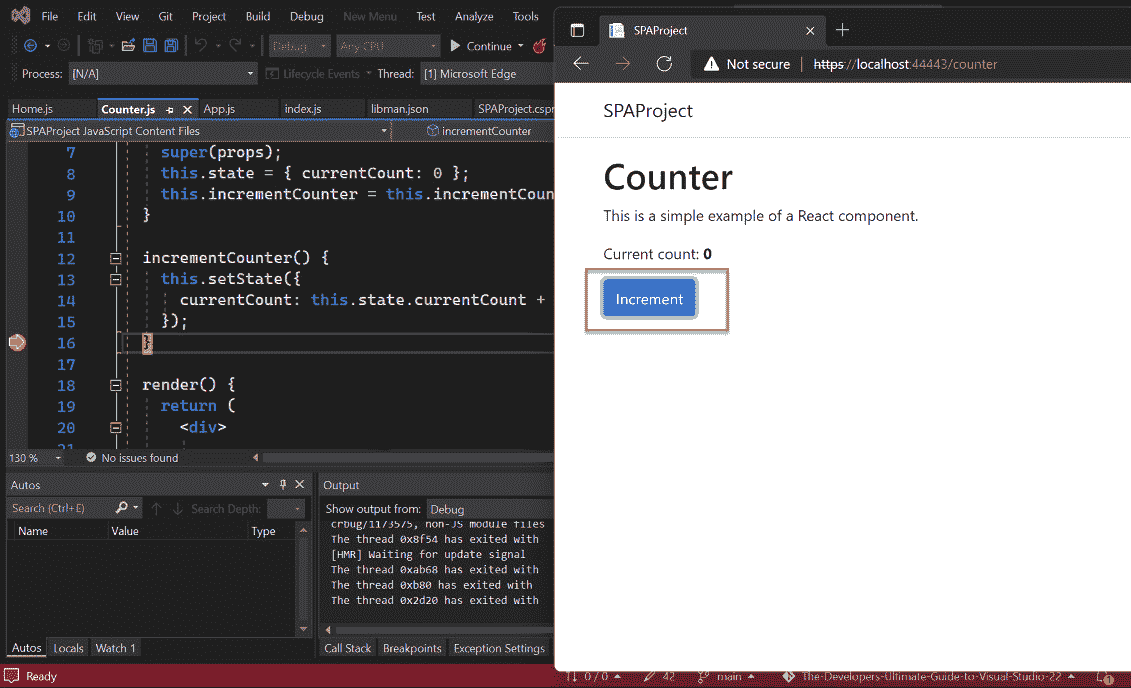 File Edit View Git Project Build Debug New Menu Test Analyze Tools
Debug Any CPU Continue
Process: [N/A] Lifecycle Events Thread: [1] Microsoft Edge
Home.js Counter.js App.js index.js libman.json SPAProject.cspr
SPAProject JavaScript Content Files incrementCounter
7 super(props);
8 this.state = { currentCount: 0 };
9 this.incrementCounter = this.incrementCoun
10 }
11
12 incrementCounter() {
13 this.setState({
14 currentCount: this.state.currentCount +
15 });
16 }
17
18 render() {
19 return (
20 <div>
21
130 % No issues found
Autos
Search (Ctrl+E) Search Depth:
Name Value Type
Autos Locals Watch 1
Output
Show output from: Debug
crbug/1173575, non-JS module files
The thread 0x8f54 has exited with
[HMR] Waiting for update signal
The thread 0xab68 has exited with
The thread 0xb80 has exited with
The thread 0x2d20 has exited with
Call Stack Breakpoints Exception Settings
Ready 0 / 0 42 main The-Developers-Ultimate-Guide-to-Visual-Studio-22 1
SPAProject
Not secure https://localhost:44443/counter
SPAProject
Counter
This is a simple example of a React component.
Current count: 0
Increment